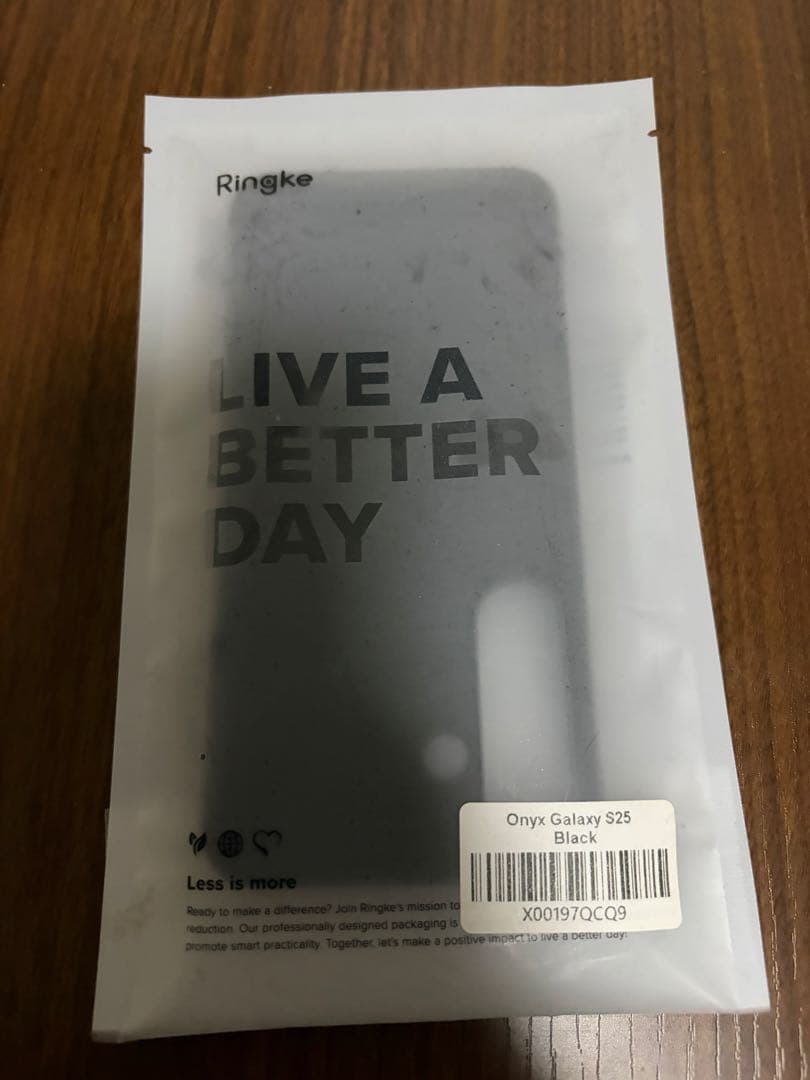 Ringke
LIVE A
BETTER
DAY
Less is more
Ready to make a difference? Join Ringke's mission to
reduction. Our professionally designed packaging is
promote smart practicality. Together, let's make a positive impact to live a better day.
Onyx Galaxy S25
Black
X00197QCQ9